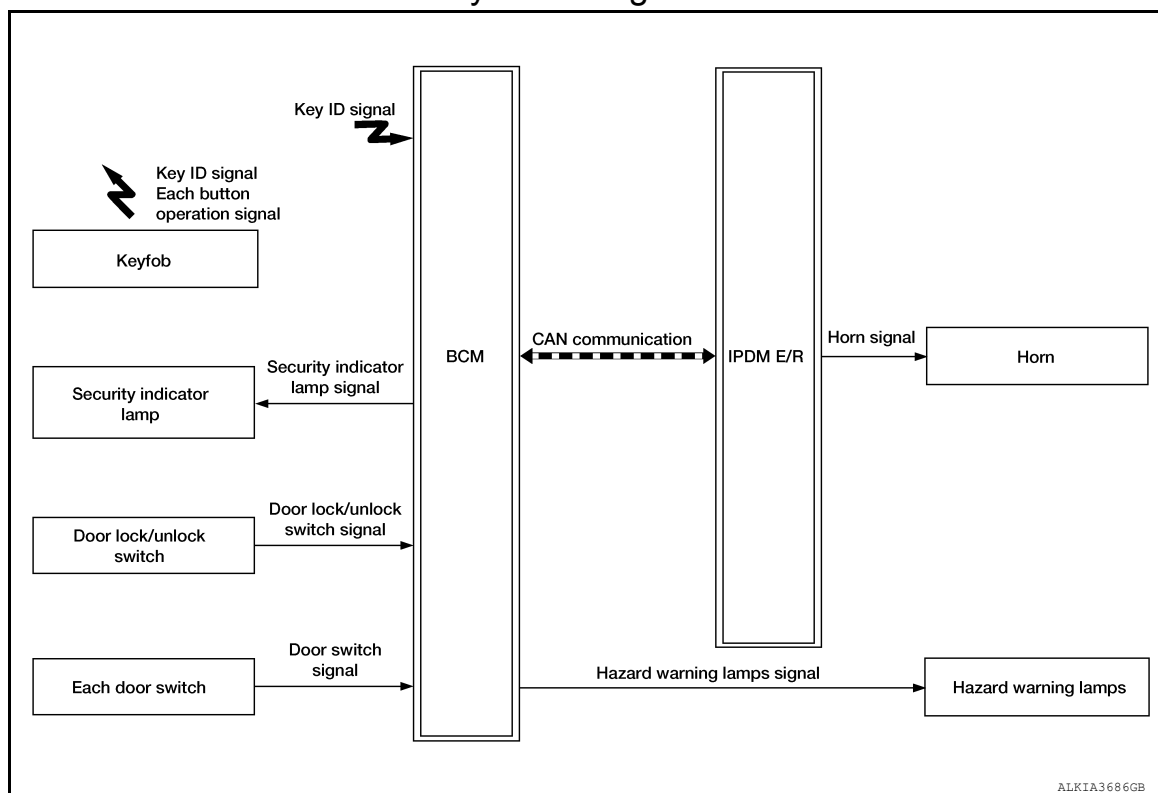 Key ID signal
Key ID signal
Each button
operation signal
Keyfob
BCM
CAN communication
IPDM E/R
Horn signal
Horn
Security indicator
lamp signal
Security indicator
lamp
Door lock/unlock
switch signal
Door lock/unlock
switch
Door switch
signal
Each door switch
Hazard warning lamps signal
Hazard warning lamps
ALKIA3686GB